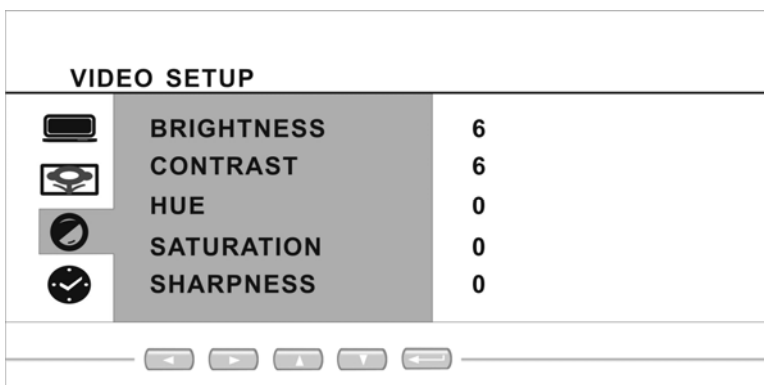 VIDEO SETUP
BRIGHTNESS 6
CONTRAST 6
HUE 0
SATURATION 0
SHARPNESS 0